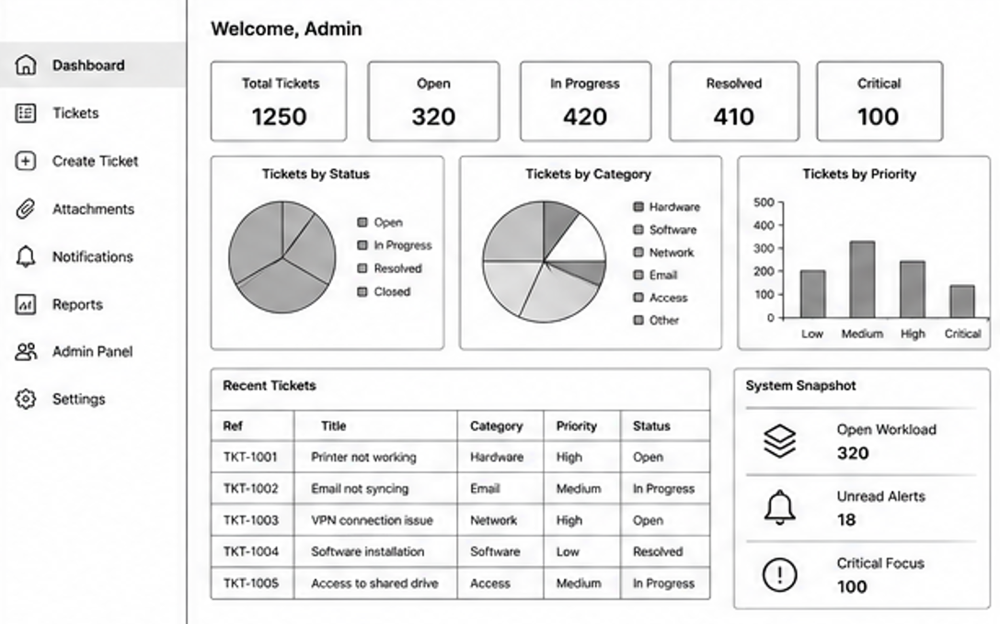 Welcome, Admin
Dashboard
Tickets
Create Ticket
Attachments
Notifications
Reports
Admin Panel
Settings
Total Tickets
1250
Open
320
In Progress
420
Resolved
410
Critical
100
Tickets by Status
Open
In Progress
Resolved
Closed
Tickets by Category
Hardware
Software
Network
Email
Access
Other
Tickets by Priority
500
400
300
200
100
0
Low Medium High Critical
Recent Tickets
Ref Title Category Priority Status
TKT-1001 Printer not working Hardware High Open
TKT-1002 Email not syncing Email Medium In Progress
TKT-1003 VPN connection issue Network High Open
TKT-1004 Software installation Software Low Resolved
TKT-1005 Access to shared drive Access Medium In Progress
System Snapshot
Open Workload
320
Unread Alerts
18
Critical Focus
100